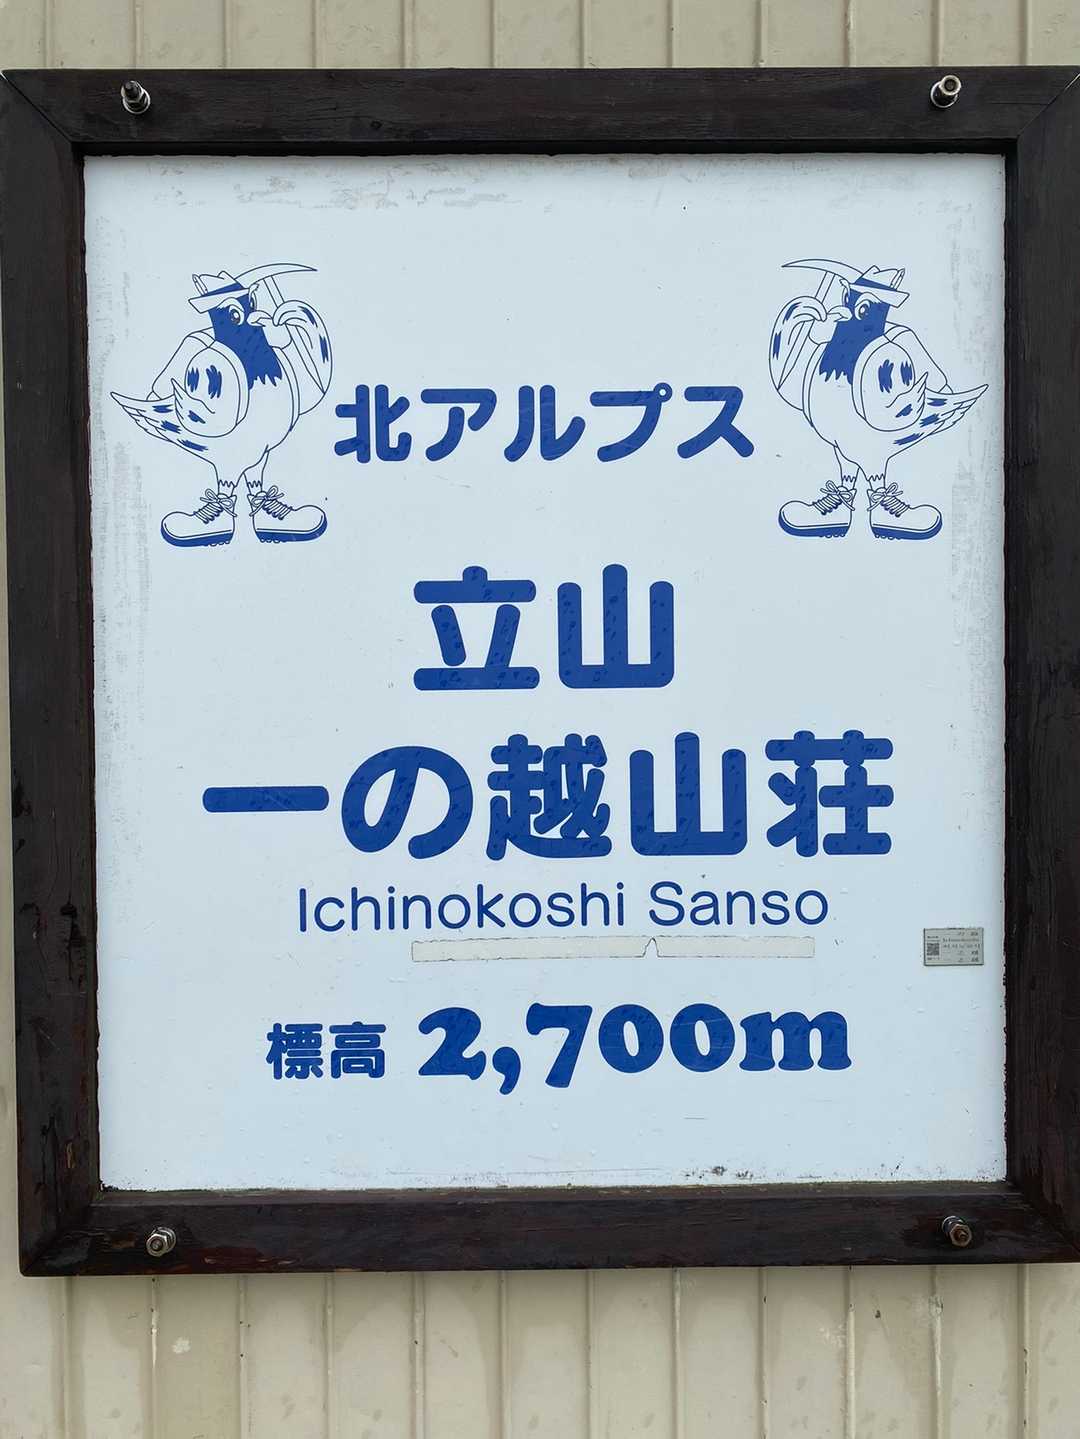 北アルプス
立山
一の越山荘
Ichinokoshi Sanso
標高 2,700m